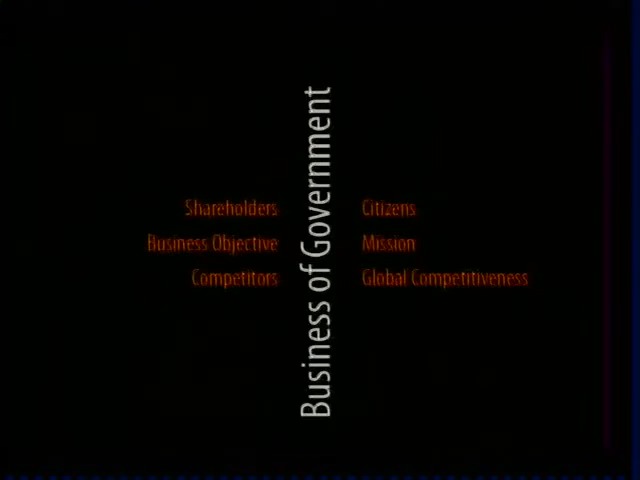 Business of Government
Shareholders
Citizens
Business Objective
Mission
Competitors
Global Competitiveness